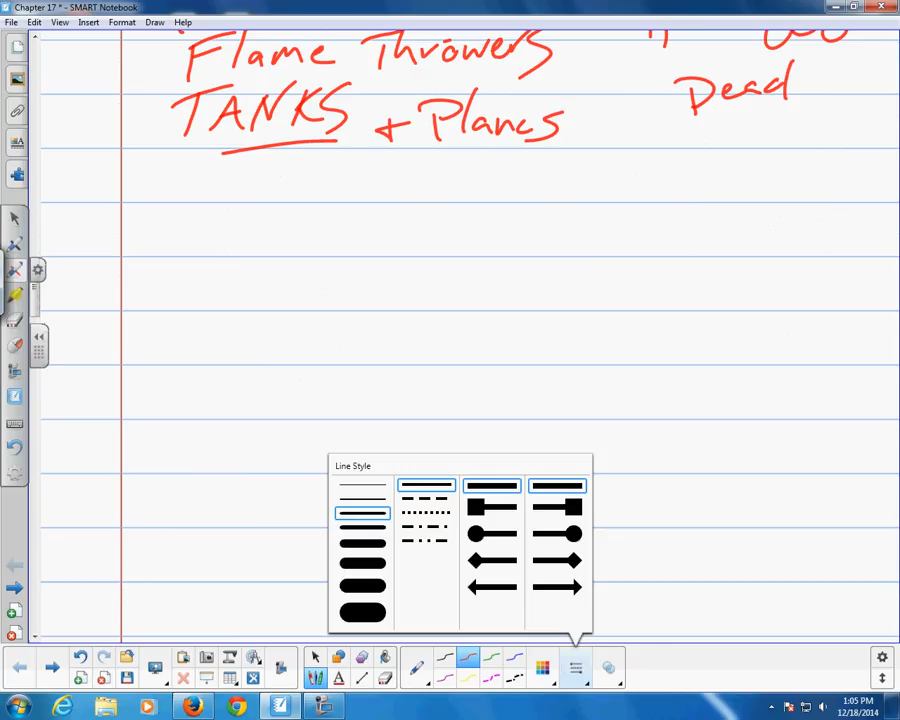 Chapter 17 * - SMART Notebook
File Edit View Insert Format Draw Help
Flame Throwers
Dead
TANKS + Planes
Line Style
1:05 PM
12/18/2014